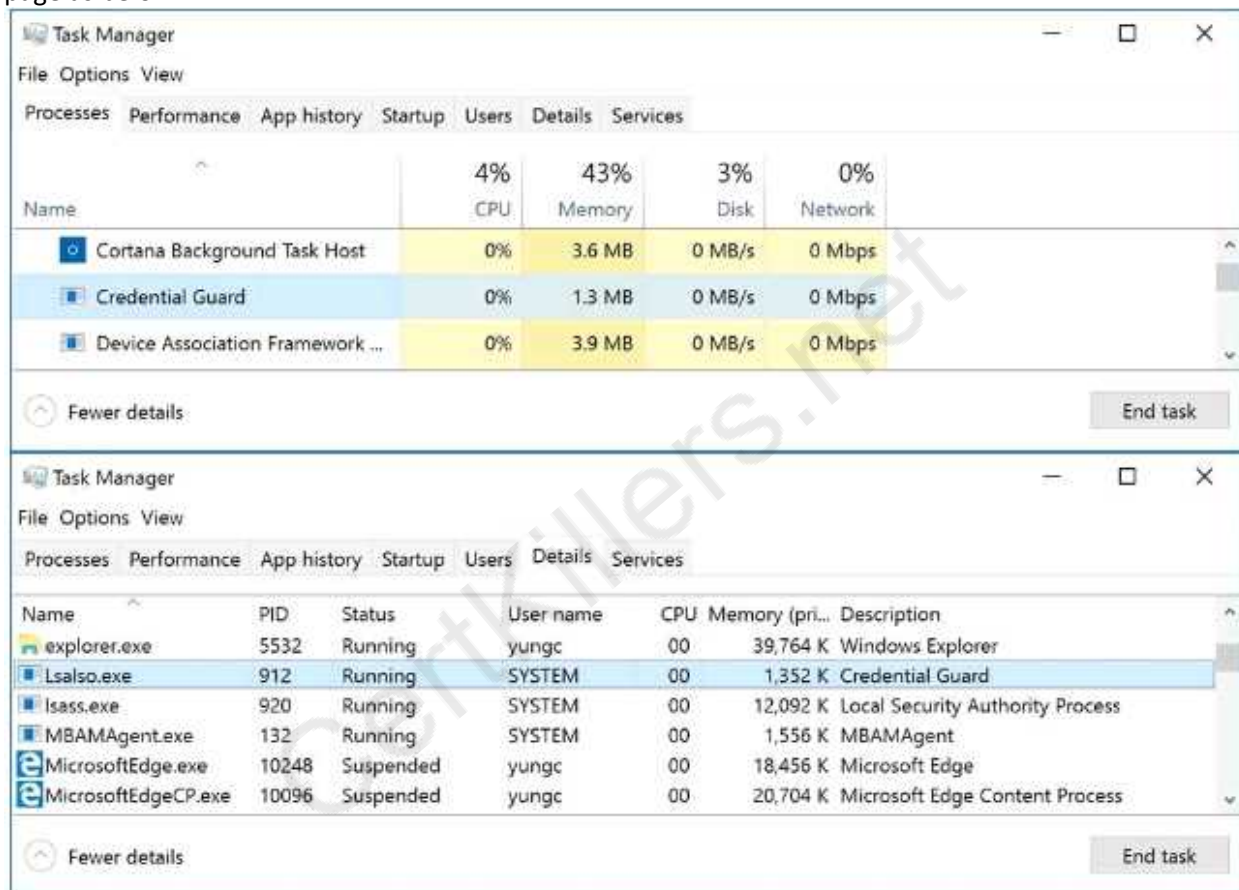 Task Manager
File Options View
Processes Performance App history Startup Users Details Services
4% 43% 3% 0%
Name CPU Memory Disk Network
Cortana Background Task Host 0% 3.6 MB 0 MB/s 0 Mbps
Credential Guard 0% 1.3 MB 0 MB/s 0 Mbps
Device Association Framework ... 0% 3.9 MB 0 MB/s 0 Mbps
Fewer details End task
Task Manager
File Options View
Processes Performance App history Startup Users Details Services
Name PID Status User name CPU Memory (pri... Description
explorer.exe 5532 Running yungc 00 39,764 K Windows Explorer
LsaIso.exe 912 Running SYSTEM 00 1,352 K Credential Guard
lsass.exe 920 Running SYSTEM 00 12,092 K Local Security Authority Process
MBAMAgent.exe 132 Running SYSTEM 00 1,556 K MBAMAgent
MicrosoftEdge.exe 10248 Suspended yungc 00 18,456 K Microsoft Edge
MicrosoftEdgeCP.exe 10096 Suspended yungc 00 20,704 K Microsoft Edge Content Process
Fewer details End task
CertKillers.net